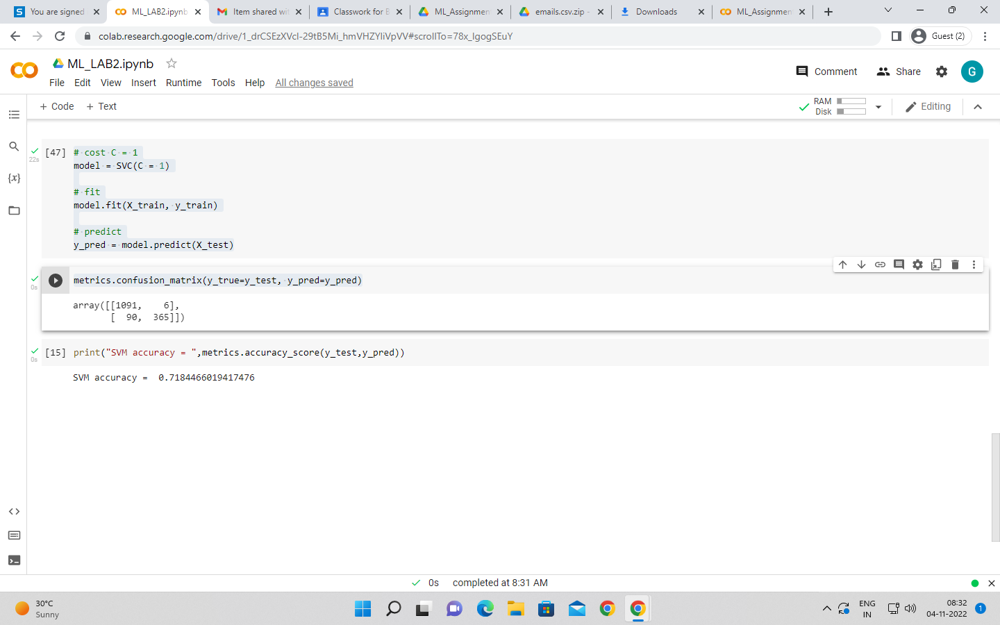 You are signed
ML_LAB2.ipynb
Item shared wit
Classwork for
ML_Assignmen
emails.csv.zip -
Downloads
ML_Assignmen
colab.research.google.com/drive/1_drCSEzXVcl-29tB5Mi_hmVHZYliVpVV#scrollTo=78x_lgogSEuY
Guest (2)
ML_LAB2.ipynb
Comment
Share
G
File Edit View Insert Runtime Tools Help All changes saved
+ Code + Text
RAM
Disk
Editing
[47] # cost C = 1
22s
model = SVC(C = 1)
# fit
model.fit(X_train, y_train)
# predict
y_pred = model.predict(X_test)
metrics.confusion_matrix(y_true=y_test, y_pred=y_pred)
0s
array([[1091,    6],
[  90,  365]])
[15] print("SVM accuracy = ",metrics.accuracy_score(y_test,y_pred))
0s
SVM accuracy =  0.7184466019417476
0s completed at 8:31 AM
30°C
Sunny
ENG
IN
08:32
04-11-2022
1